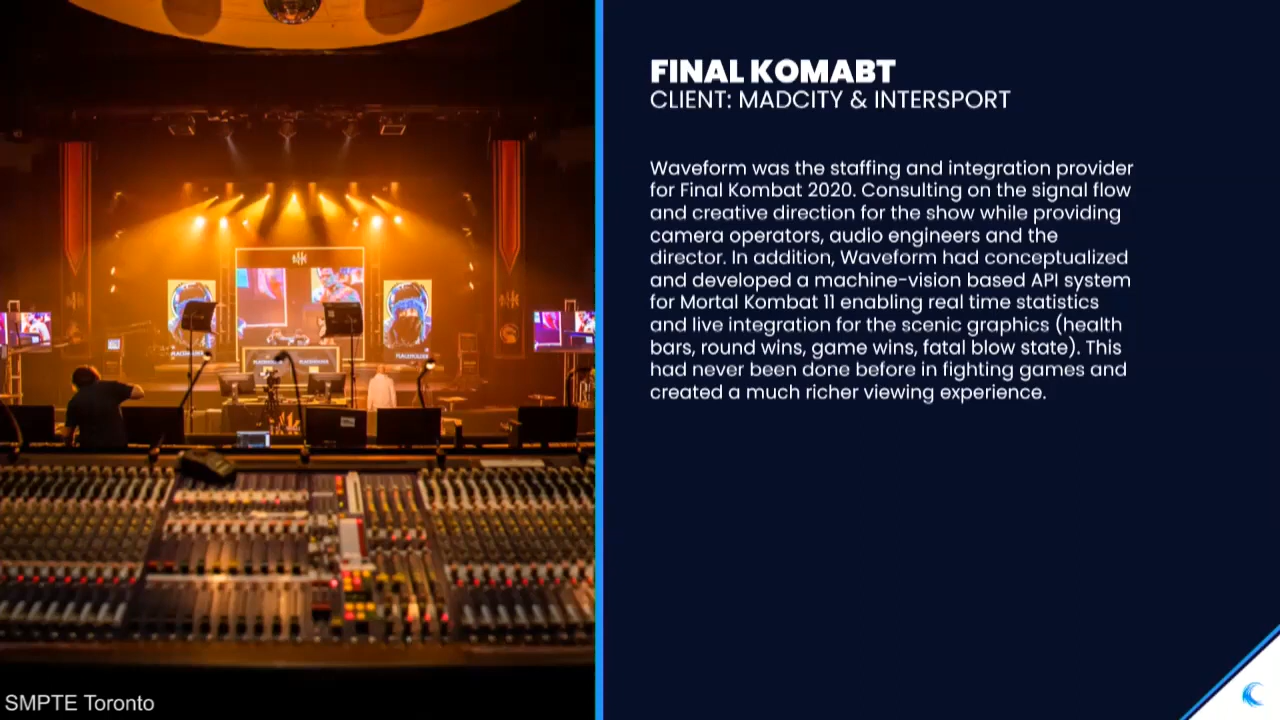 FINAL KOMABT
CLIENT: MADCITY & INTERSPORT
Waveform was the staffing and integration provider
for Final Kombat 2020. Consulting on the signal flow
and creative direction for the show while providing
camera operators, audio engineers and the
director. In addition, Waveform had conceptualized
and developed a machine-vision based API system
for Mortal Kombat 11 enabling real time statistics
and live integration for the scenic graphics (health
bars, round wins, game wins, fatal blow state). This
had never been done before in fighting games and
created a much richer viewing experience.
SMPTE Toronto